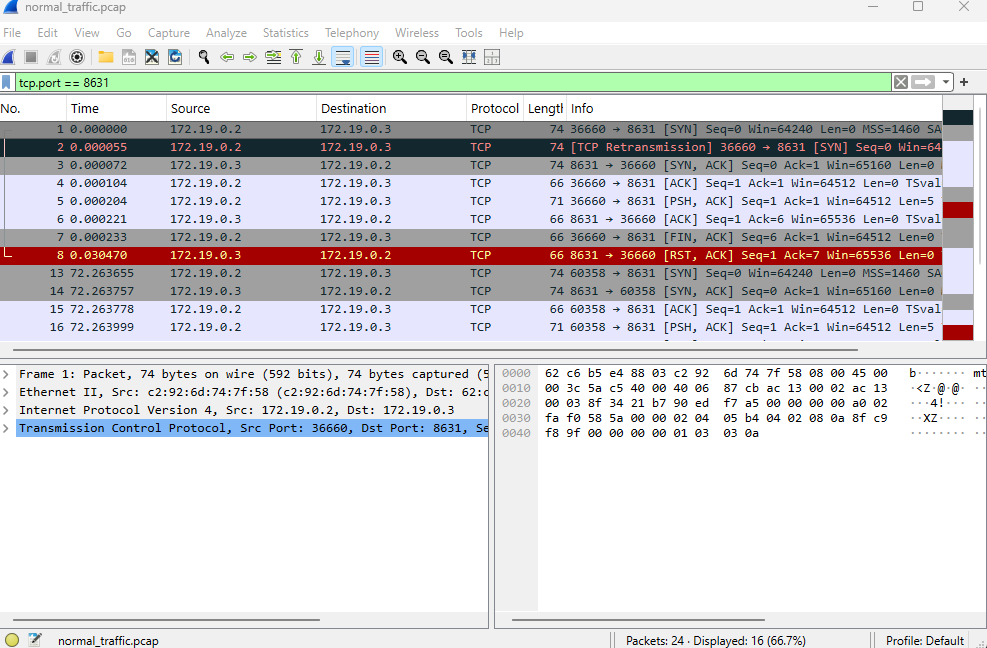 normal_traffic.pcap
File Edit View Go Capture Analyze Statistics Telephony Wireless Tools Help
tcp.port == 8631
No. Time Source Destination Protocol Length Info
1 0.000000 172.19.0.2 172.19.0.3 TCP 74 36660 → 8631 [SYN] Seq=0 Win=64240 Len=0 MSS=1460 SA
2 0.000055 172.19.0.2 172.19.0.3 TCP 74 [TCP Retransmission] 36660 → 8631 [SYN] Seq=0 Win=64
3 0.000072 172.19.0.3 172.19.0.2 TCP 74 8631 → 36660 [SYN, ACK] Seq=0 Ack=1 Win=65160 Len=0
4 0.000104 172.19.0.2 172.19.0.3 TCP 66 36660 → 8631 [ACK] Seq=1 Ack=1 Win=64512 Len=0 TSval
5 0.000204 172.19.0.2 172.19.0.3 TCP 71 36660 → 8631 [PSH, ACK] Seq=1 Ack=1 Win=64512 Len=5
6 0.000221 172.19.0.3 172.19.0.2 TCP 66 8631 → 36660 [ACK] Seq=1 Ack=6 Win=65536 Len=0 TSval
7 0.000233 172.19.0.2 172.19.0.3 TCP 66 36660 → 8631 [FIN, ACK] Seq=6 Ack=1 Win=64512 Len=0
8 0.030470 172.19.0.3 172.19.0.2 TCP 66 8631 → 36660 [RST, ACK] Seq=1 Ack=7 Win=65536 Len=0
13 72.263655 172.19.0.2 172.19.0.3 TCP 74 60358 → 8631 [SYN] Seq=0 Win=64240 Len=0 MSS=1460 SA
14 72.263757 172.19.0.3 172.19.0.2 TCP 74 8631 → 60358 [SYN, ACK] Seq=0 Ack=1 Win=65160 Len=0
15 72.263778 172.19.0.2 172.19.0.3 TCP 66 60358 → 8631 [ACK] Seq=1 Ack=1 Win=64512 Len=0 TSval
16 72.263999 172.19.0.2 172.19.0.3 TCP 71 60358 → 8631 [PSH, ACK] Seq=1 Ack=1 Win=64512 Len=5
Frame 1: Packet, 74 bytes on wire (592 bits), 74 bytes captured (5
Ethernet II, Src: c2:92:6d:74:7f:58 (c2:92:6d:74:7f:58), Dst: 62:c
Internet Protocol Version 4, Src: 172.19.0.2, Dst: 172.19.0.3
Transmission Control Protocol, Src Port: 36660, Dst Port: 8631, Se
0000 62 c6 b5 e4 88 03 c2 92 6d 74 7f 58 08 00 45 00 b······· mt
0010 00 3c 5a c5 40 00 40 06 87 cb ac 13 00 02 ac 13 ·<Z·@·@· ··
0020 00 03 8f 34 21 b7 90 ed f7 a5 00 00 00 00 a0 02 ···4!··· ··
0030 fa f0 58 5a 00 00 02 04 05 b4 04 02 08 0a 8f c9 ··XZ···· ··
0040 f8 9f 00 00 00 00 01 03 03 0a ········ ··
normal_traffic.pcap Packets: 24 · Displayed: 16 (66.7%) Profile: Default